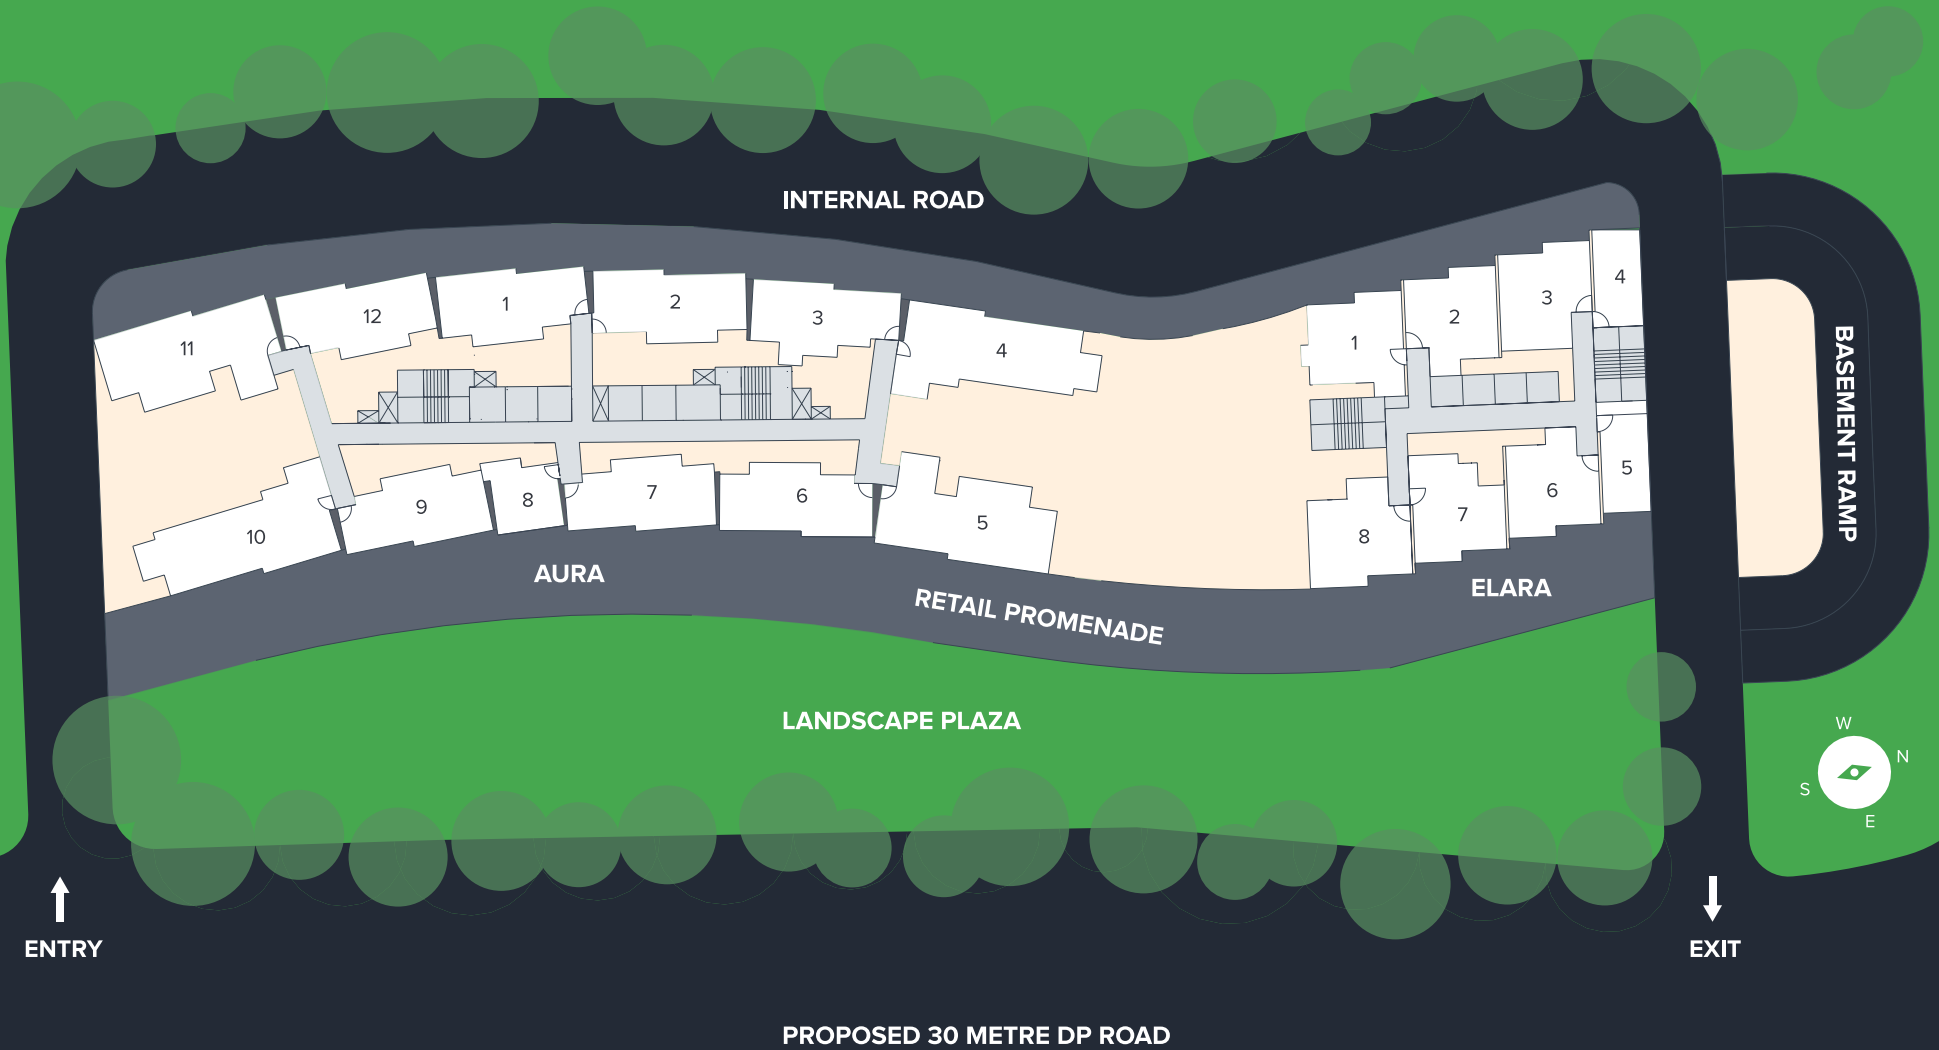 INTERNAL ROAD
11
12
1
2
3
4
1
2
3
4
10
9
8
7
6
5
8
7
6
5
BASEMENT RAMP
AURA
RETAIL PROMENADE
ELARA
LANDSCAPE PLAZA
W
N
S
E
ENTRY
EXIT
PROPOSED 30 METRE DP ROAD